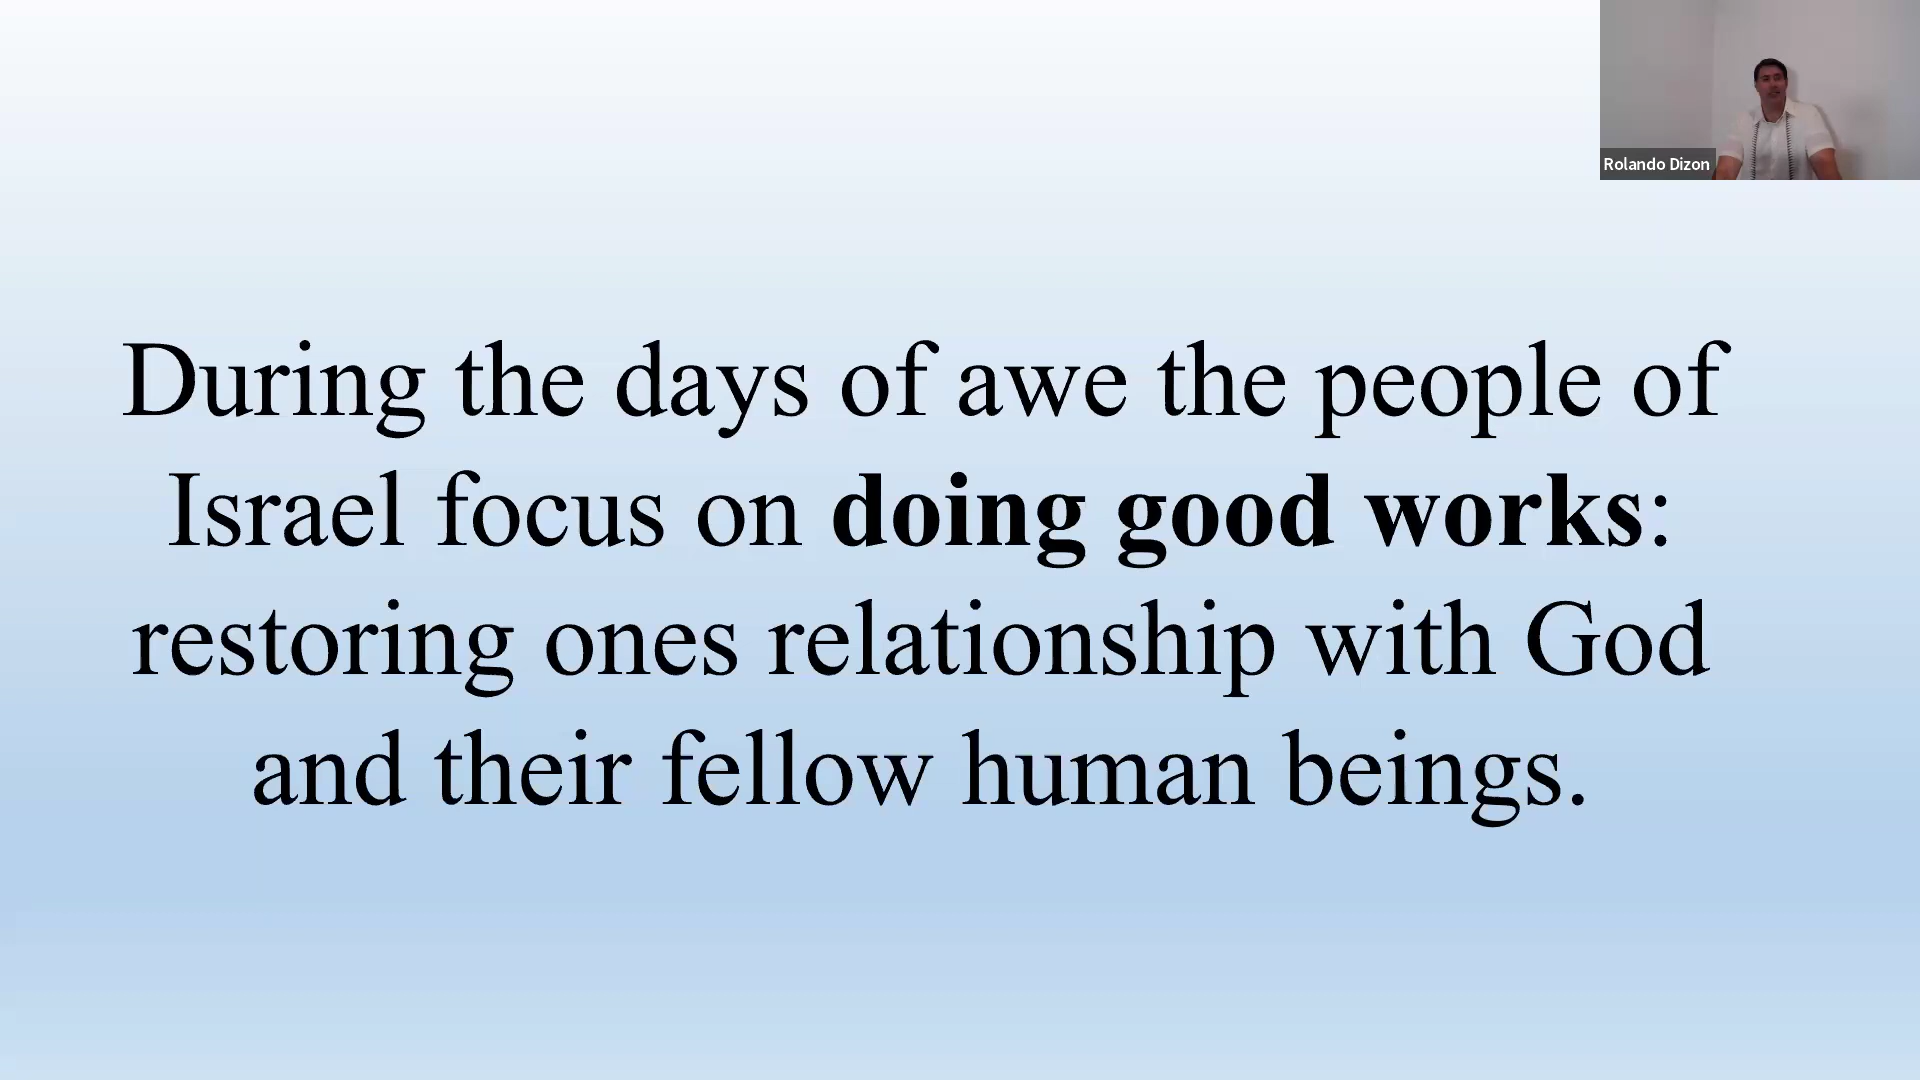 Rolando Dizon
During the days of awe the people of
Israel focus on doing good works:
restoring ones relationship with God
and their fellow human beings.